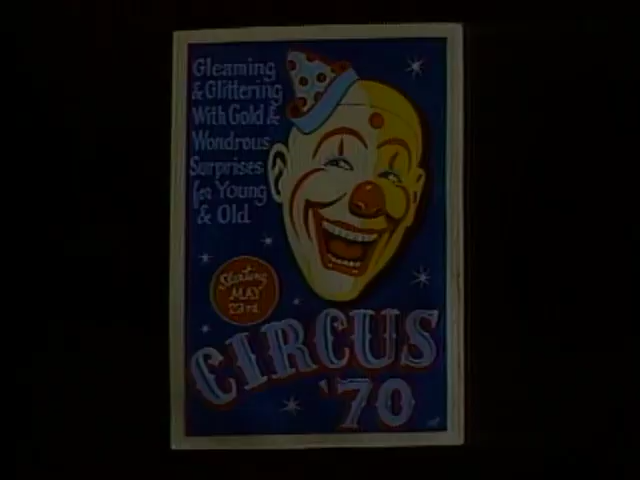 Gleaming
& Glittering
With Gold &
Wondrous
Surprises
for Young
& Old
Starting
MAY
23rd
CIRCUS
'70